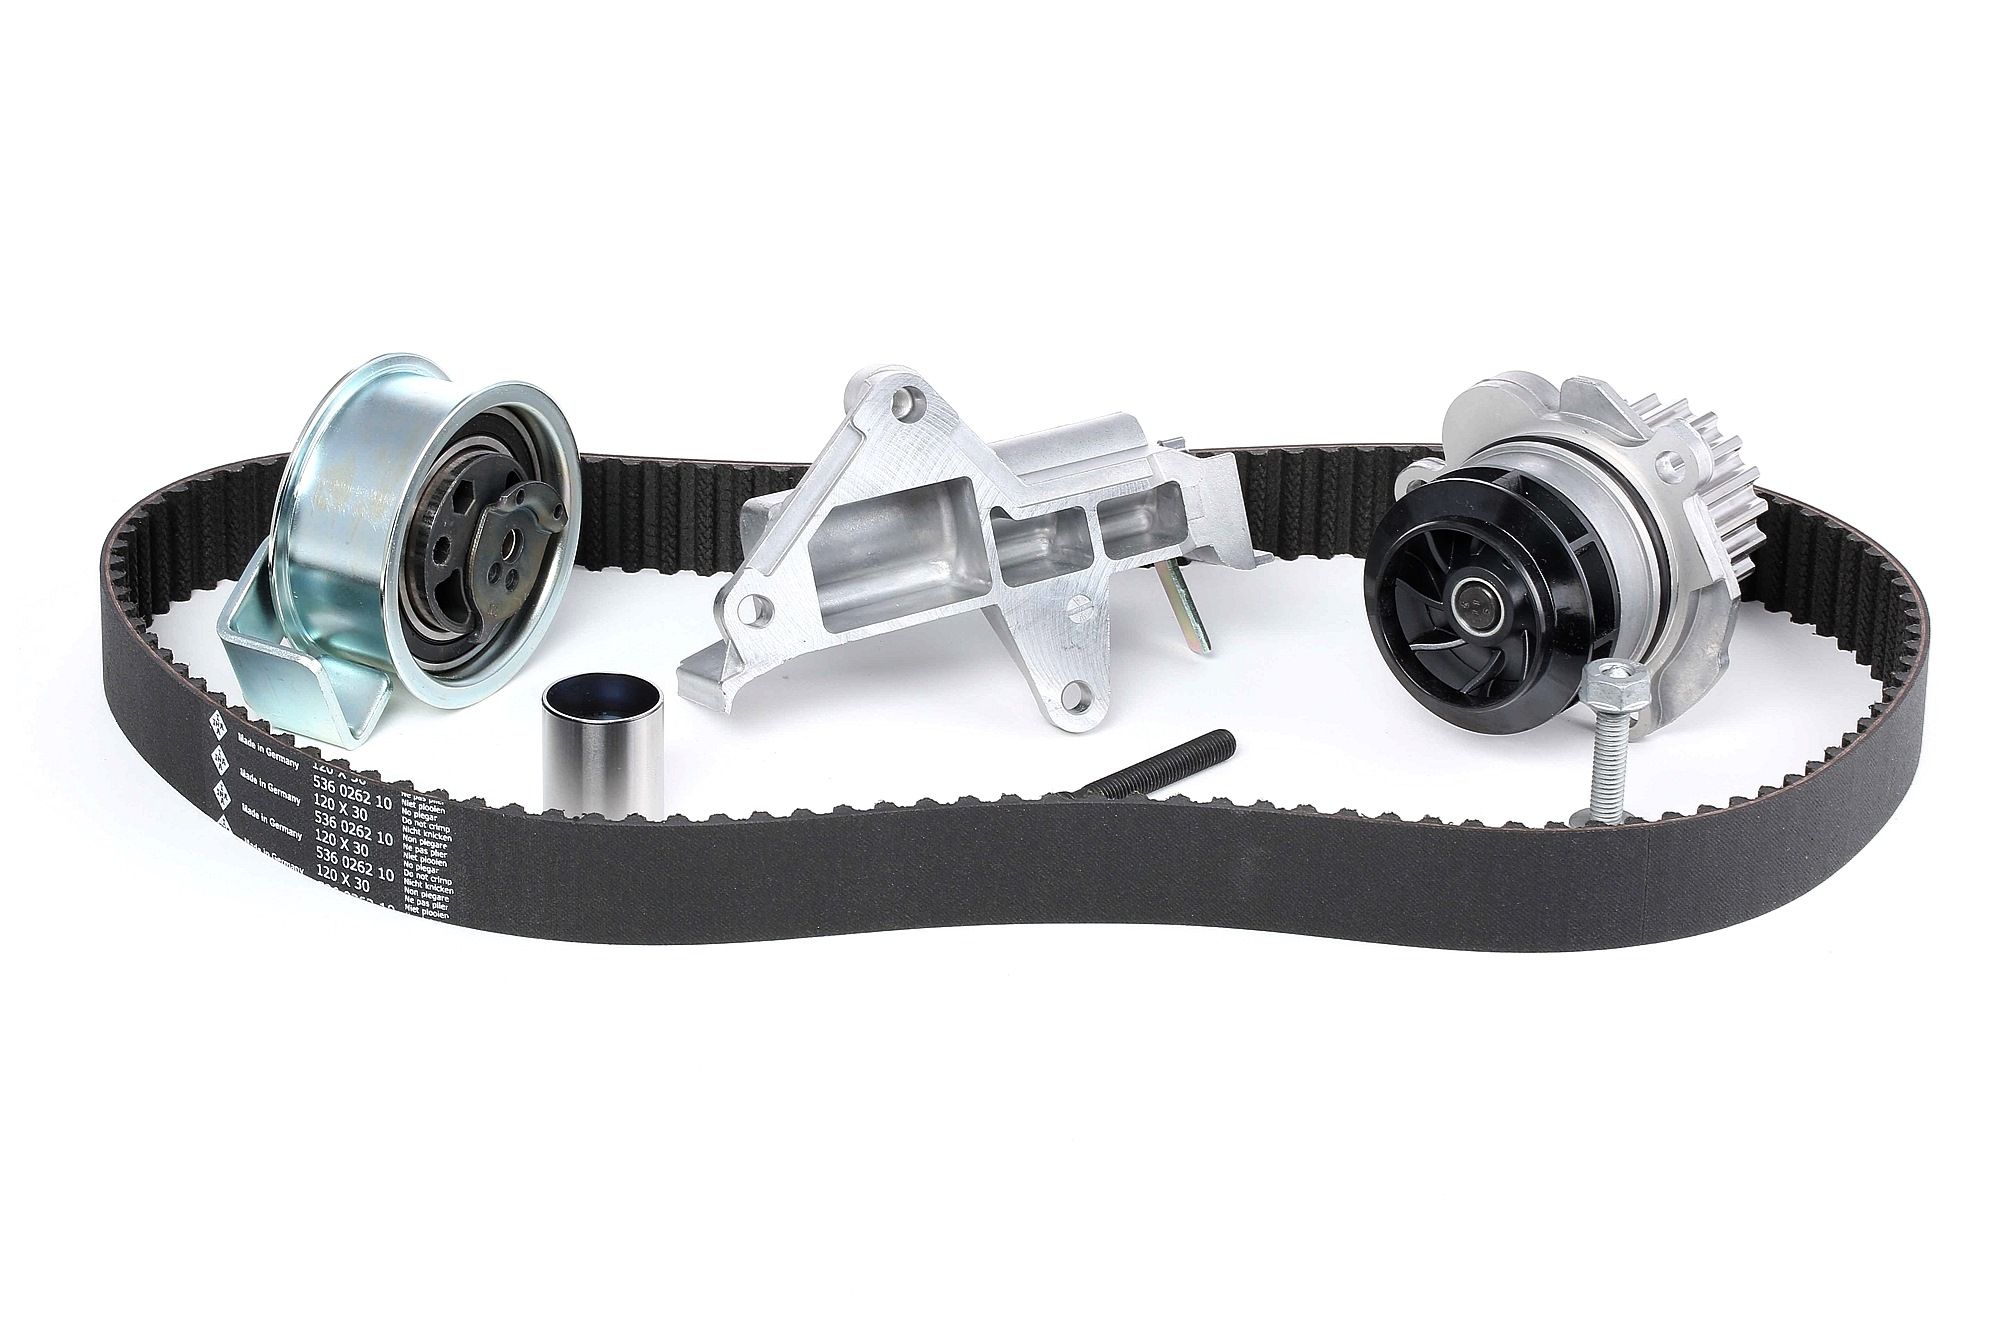 Made in Germany
Made in Germany
Made in Germany
Made in Germany
120 X 30
536 0262 10
120 X 30
536 0262 10
120 X 30
536 0262 10
120 X 30
Ne pas plier
Niet plooien
No plegar
Do not crimp
Nicht knicken
Non piegare
Ne pas plier
Niet plooien
No plegar
Do not crimp
Nicht knicken
Non piegare
Ne pas plier
Niet plooien